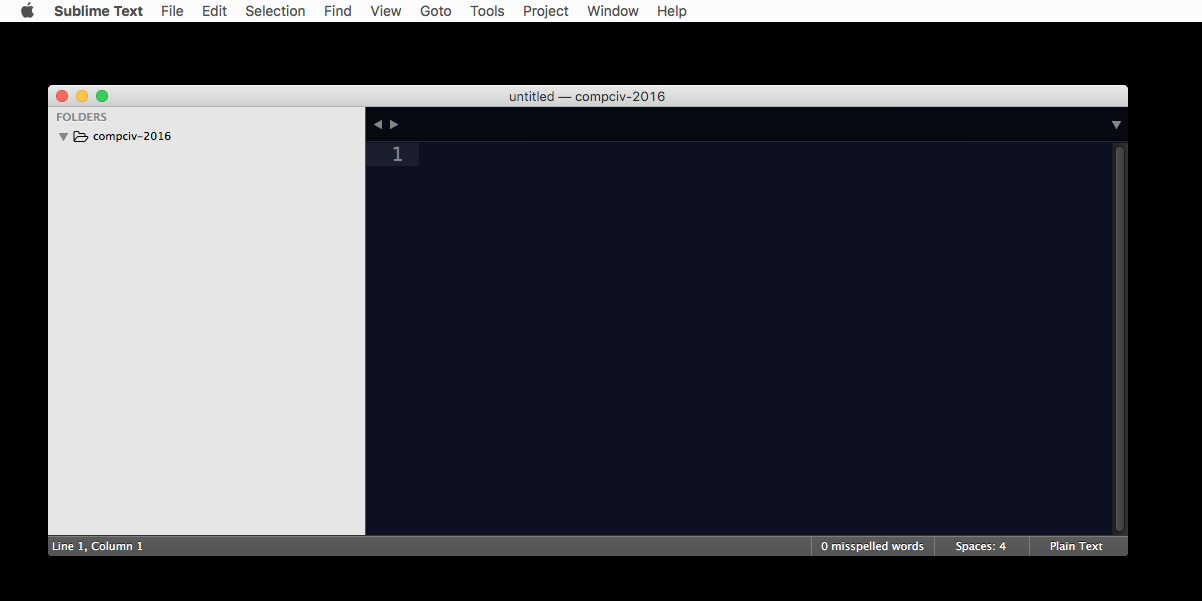 Sublime Text File Edit Selection Find View Goto Tools Project Window Help
untitled — compciv-2016
FOLDERS
compciv-2016
1
Line 1, Column 1 0 misspelled words Spaces: 4 Plain Text